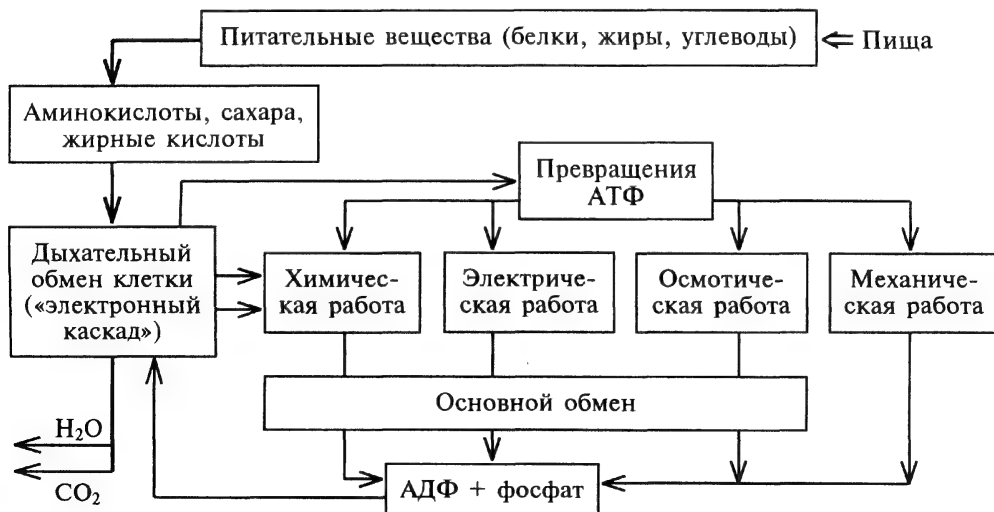 Питательные вещества (белки, жиры, углеводы)
Пища
Аминокислоты, сахара,
жирные кислоты
Превращения
АТФ
Дыхательный
обмен клетки
(«электронный
каскад»)
Химичес-
кая работа
Электриче-
ская работа
Осмотиче-
ская работа
Механиче-
ская работа
Основной обмен
H₂O
CO₂
АДФ + фосфат